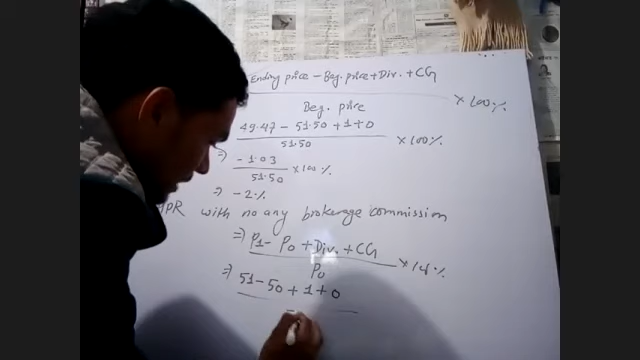 Ending price - Beg. price + Div. + CG
Beg. price
× 100%
49.47 - 51.50 + 1 + 0
51.50
× 100%
⇒ -1.03
51.50
× 100%
⇒ -2%
HPR with no any brokerage commission
⇒ P1 - P0 + Div. + CG
P0
⇒ 51 - 50 + 1 + 0